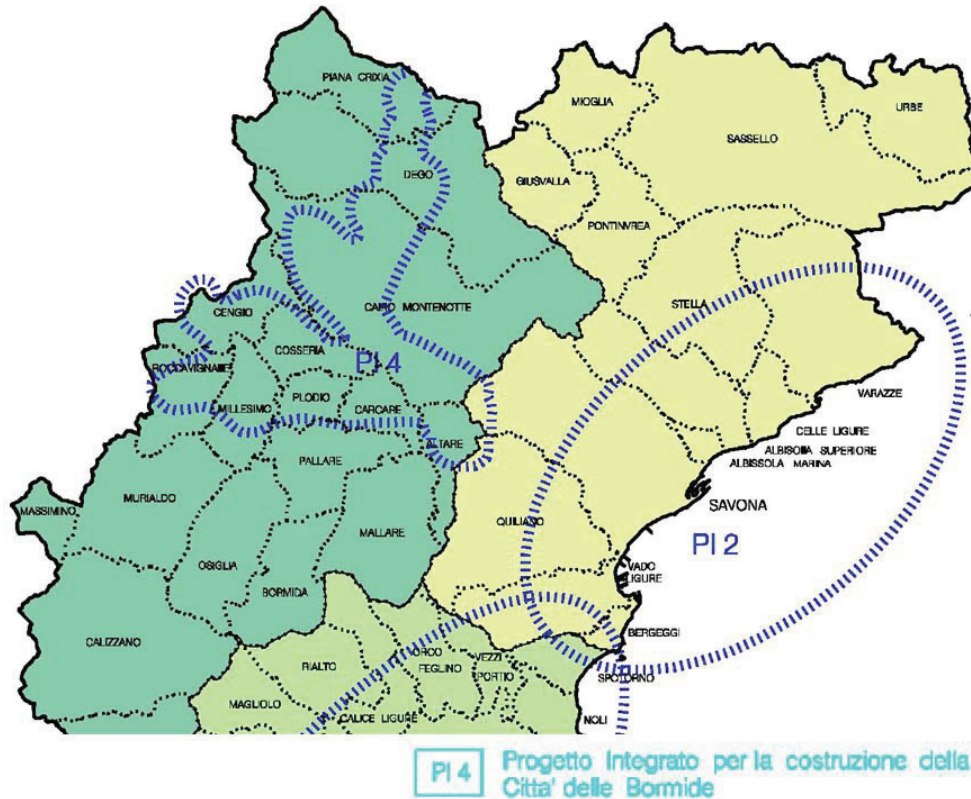 PIANA CRIXIA
MIOGLIA
URBE
SASSELLO
DEGO
GIUSVALLA
PONTINVREA
STELLA
CAIRO MONTENOTTE
CENGIO
COSSERIA
ROCCAVIGNALE
PI 4
VARAZZE
PLODIO
MILLESIMO
CARCARE
CELLE LIGURE
ALTARE
ALBISOLA SUPERIORE
PALLARE
ALBISSOLA MARINA
MURIALDO
SAVONA
MASSIMINO
QUILIANO
MALLARE
PI 2
OSIGLIA
VADO
LIGURE
BORMIDA
BERGEGGI
CALIZZANO
ORCO
FEGLINO
VEZZI
PORTIO
RIALTO
SPOTORNO
MAGLIOLO
CALICE LIGURE
NOLI
PI 4 Progetto Integrato per la costruzione della
Citta' delle Bormide